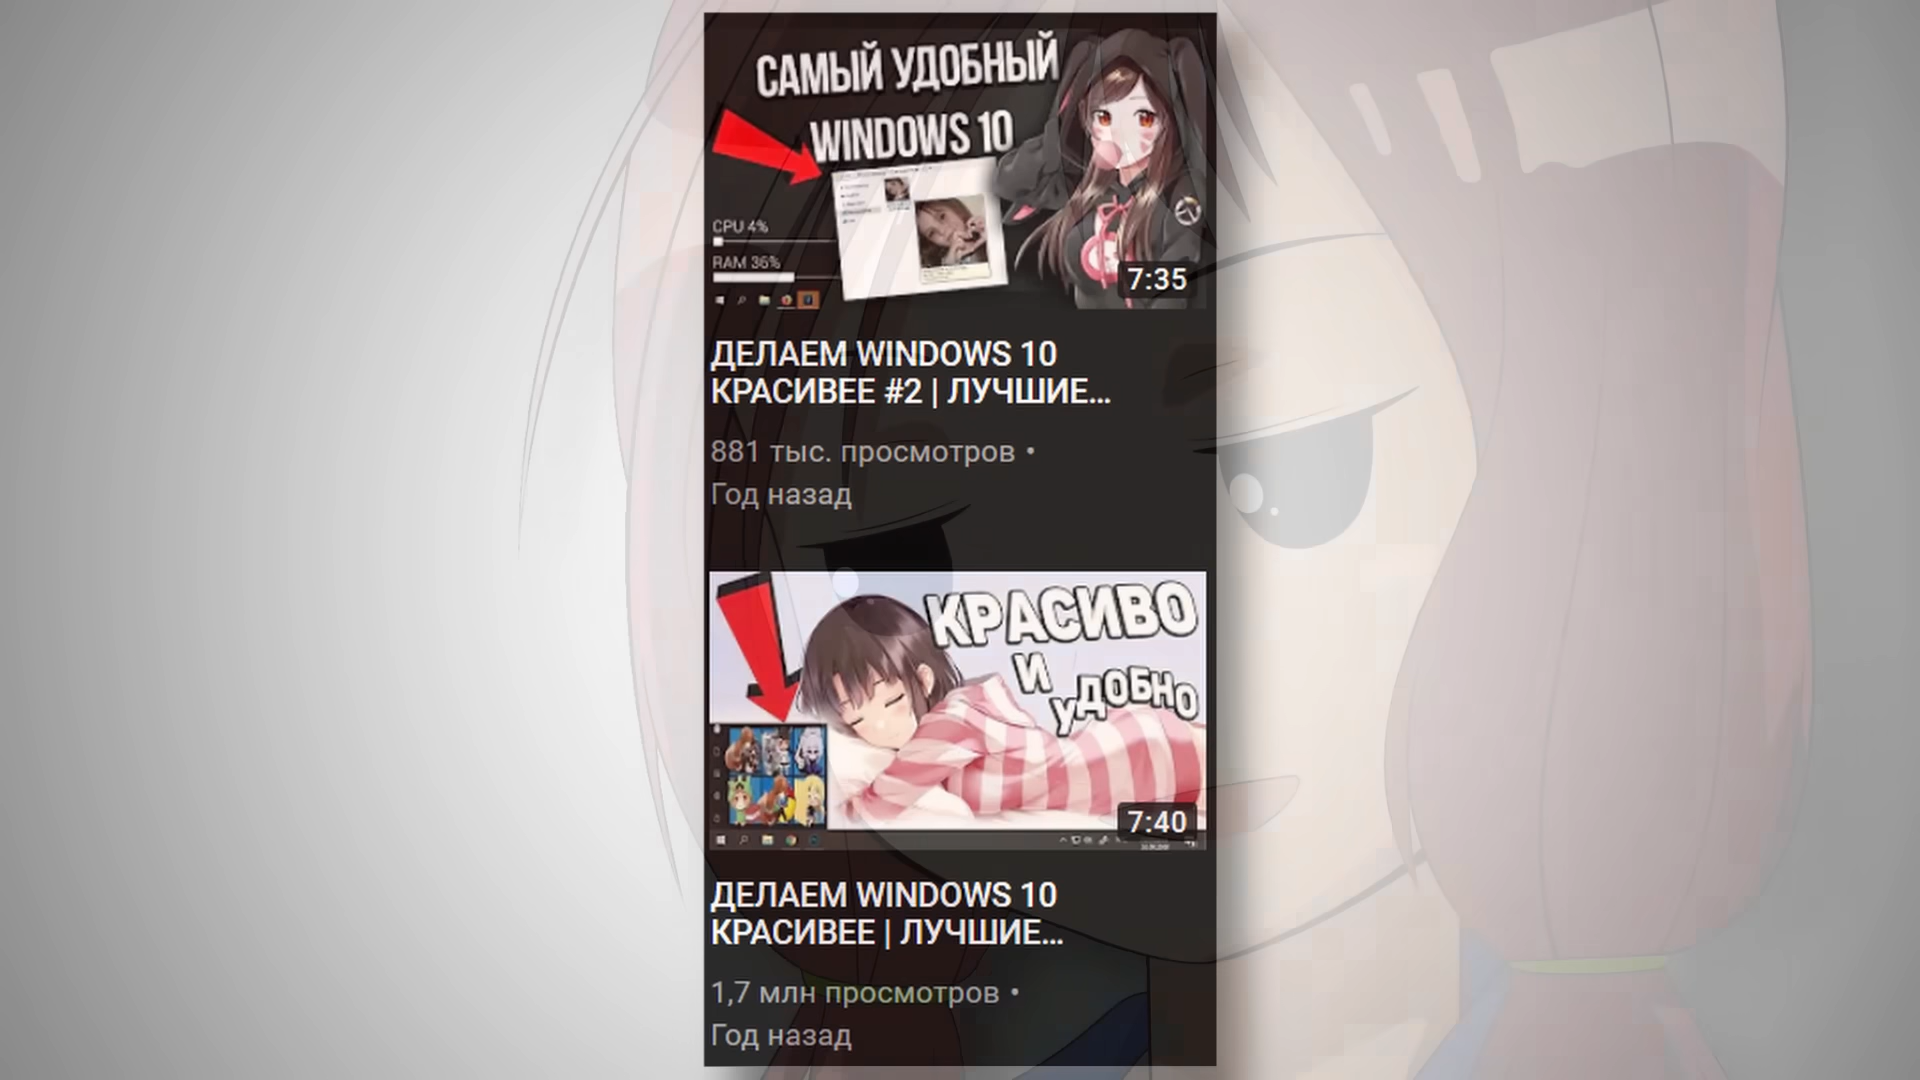 САМЫЙ УДОБНЫЙ
WINDOWS 10
CPU 4%
RAM 36%
7:35
ДЕЛАЕМ WINDOWS 10
КРАСИВЕЕ #2 | ЛУЧШИЕ...
881 тыс. просмотров •
Год назад
КРАСИВО
И
УДОБНО
7:40
ДЕЛАЕМ WINDOWS 10
КРАСИВЕЕ | ЛУЧШИЕ...
1,7 млн просмотров •
Год назад